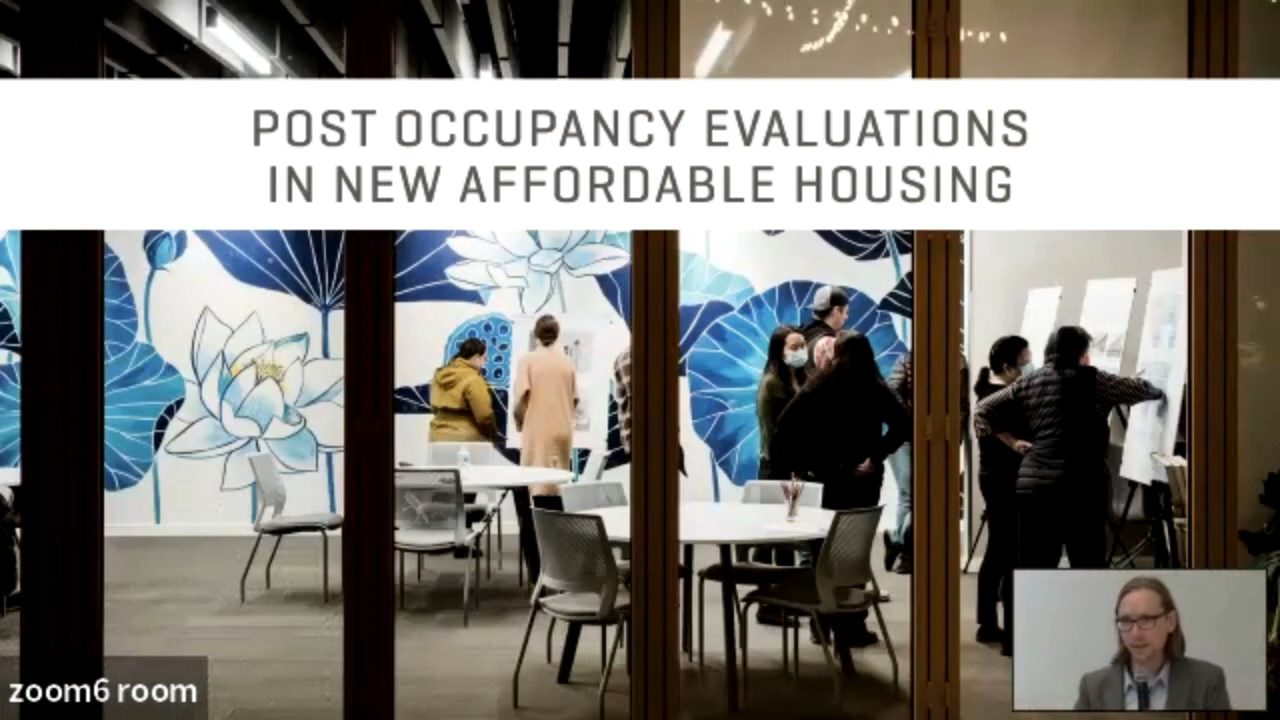 POST OCCUPANCY EVALUATIONS
IN NEW AFFORDABLE HOUSING
zoom6 room